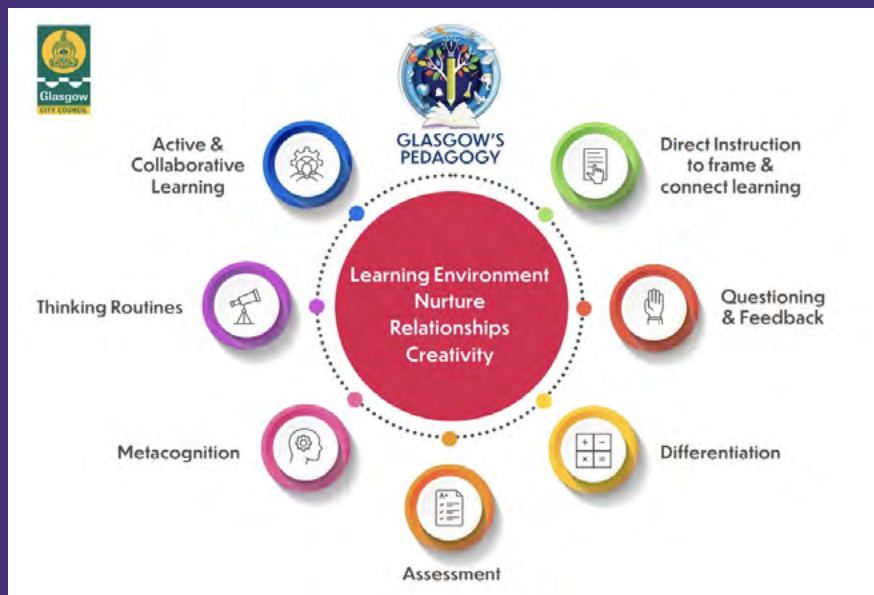 Glasgow
CITY COUNCIL
GLASGOW'S
PEDAGOGY
Active &
Collaborative
Learning
Direct Instruction
to frame &
connect learning
Learning Environment
Nurture
Relationships
Creativity
Thinking Routines
Questioning
& Feedback
Metacognition
+ −
× =
Differentiation
A+
Assessment